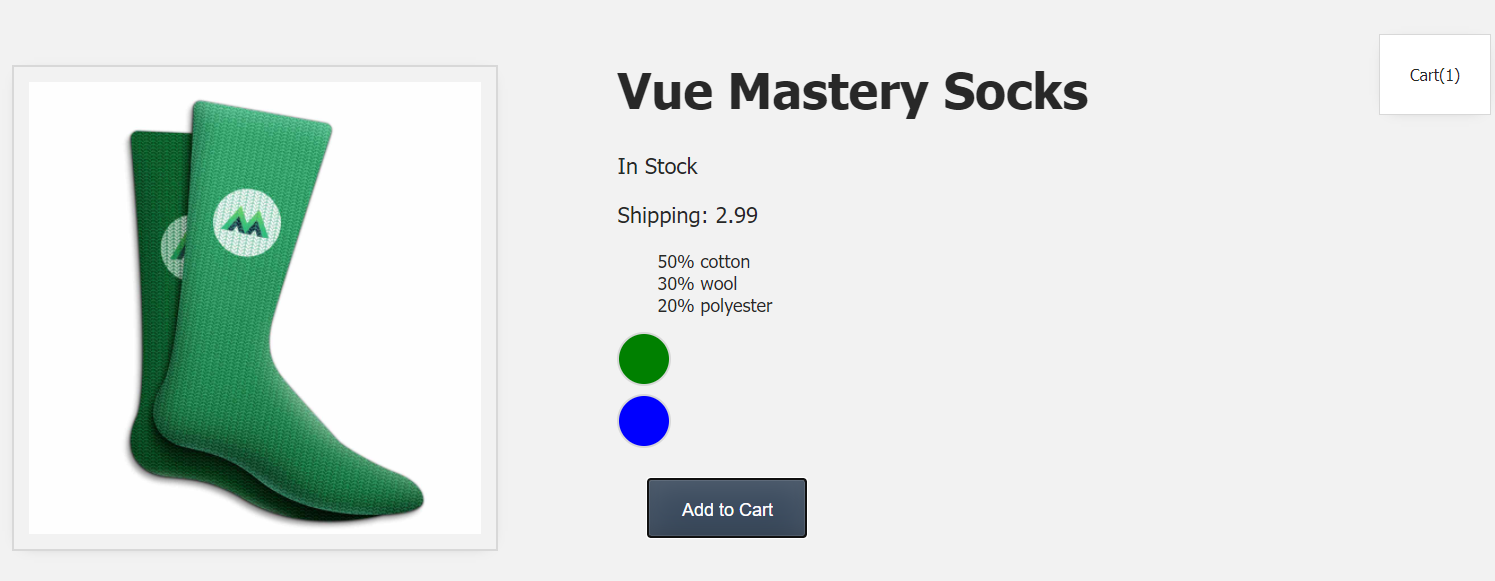 Vue Mastery Socks
Cart(1)
In Stock
Shipping: 2.99
50% cotton
30% wool
20% polyester
Add to Cart